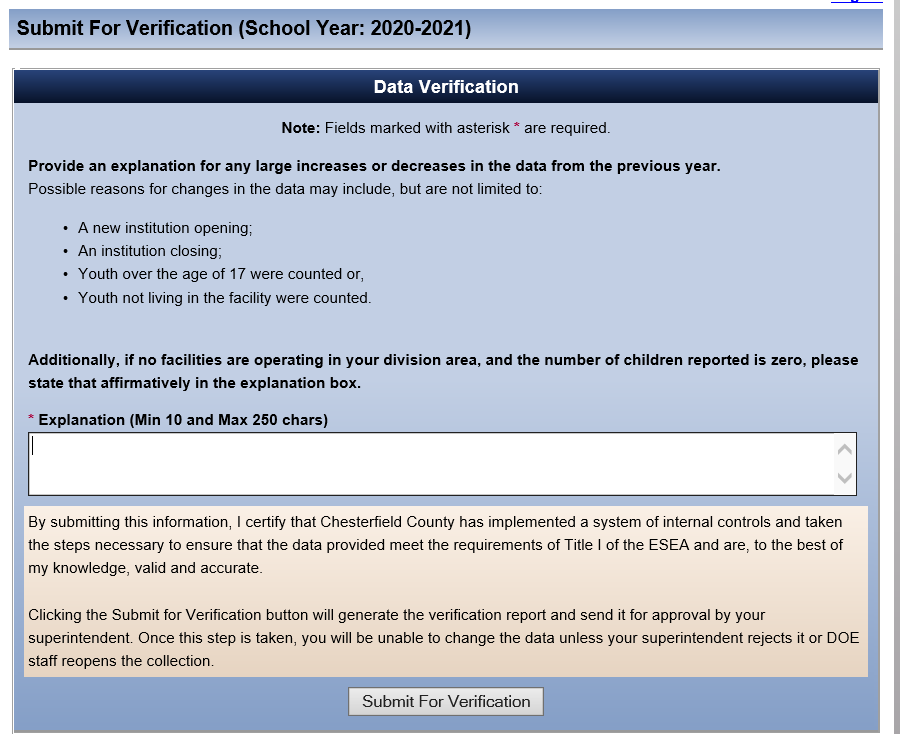 Submit For Verification (School Year: 2020-2021)
Data Verification
Note: Fields marked with asterisk * are required.
Provide an explanation for any large increases or decreases in the data from the previous year.
Possible reasons for changes in the data may include, but are not limited to:
• A new institution opening;
• An institution closing;
• Youth over the age of 17 were counted or,
• Youth not living in the facility were counted.
Additionally, if no facilities are operating in your division area, and the number of children reported is zero, please
state that affirmatively in the explanation box.
* Explanation (Min 10 and Max 250 chars)
By submitting this information, I certify that Chesterfield County has implemented a system of internal controls and taken
the steps necessary to ensure that the data provided meet the requirements of Title I of the ESEA and are, to the best of
my knowledge, valid and accurate.
Clicking the Submit for Verification button will generate the verification report and send it for approval by your
superintendent. Once this step is taken, you will be unable to change the data unless your superintendent rejects it or DOE
staff reopens the collection.
Submit For Verification